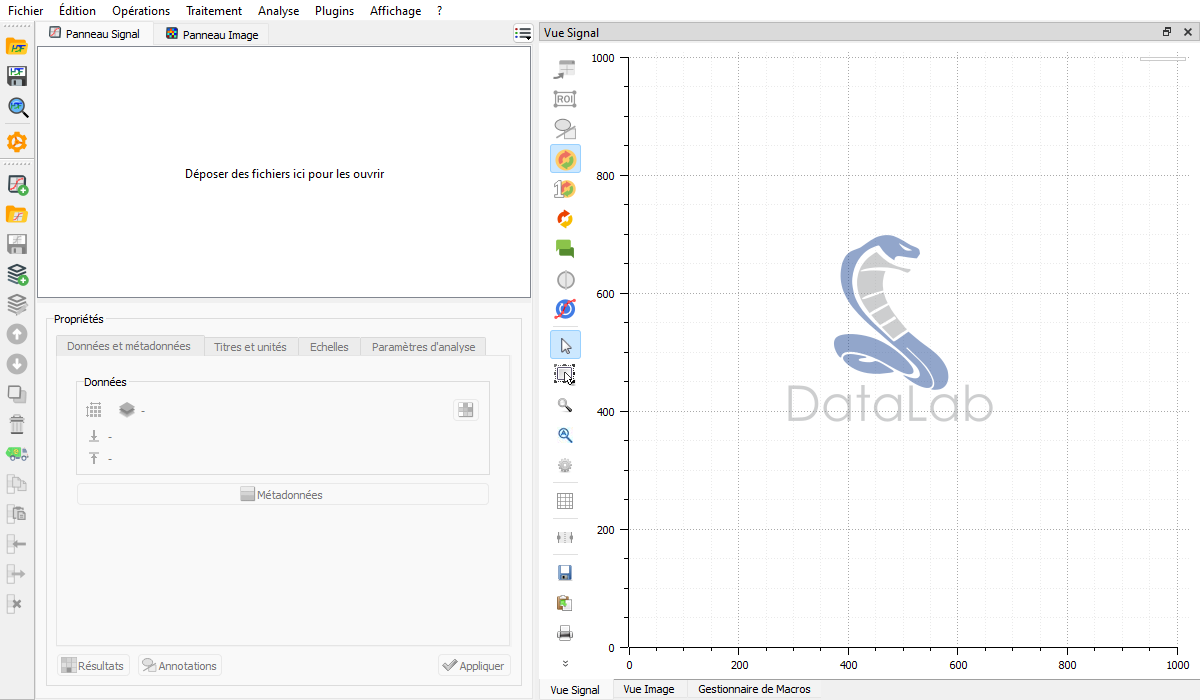 Fichier Édition Opérations Traitement Analyse Plugins Affichage ?
Panneau Signal Panneau Image
Vue Signal
Déposer des fichiers ici pour les ouvrir
Propriétés
Données et métadonnées Titres et unités Echelles Paramètres d'analyse
Données
-
-
-
Métadonnées
Résultats Annotations Appliquer
ROI
1
1000
800
600
400
200
0
0 200 400 600 800 1000
DataLab
Vue Signal Vue Image Gestionnaire de Macros